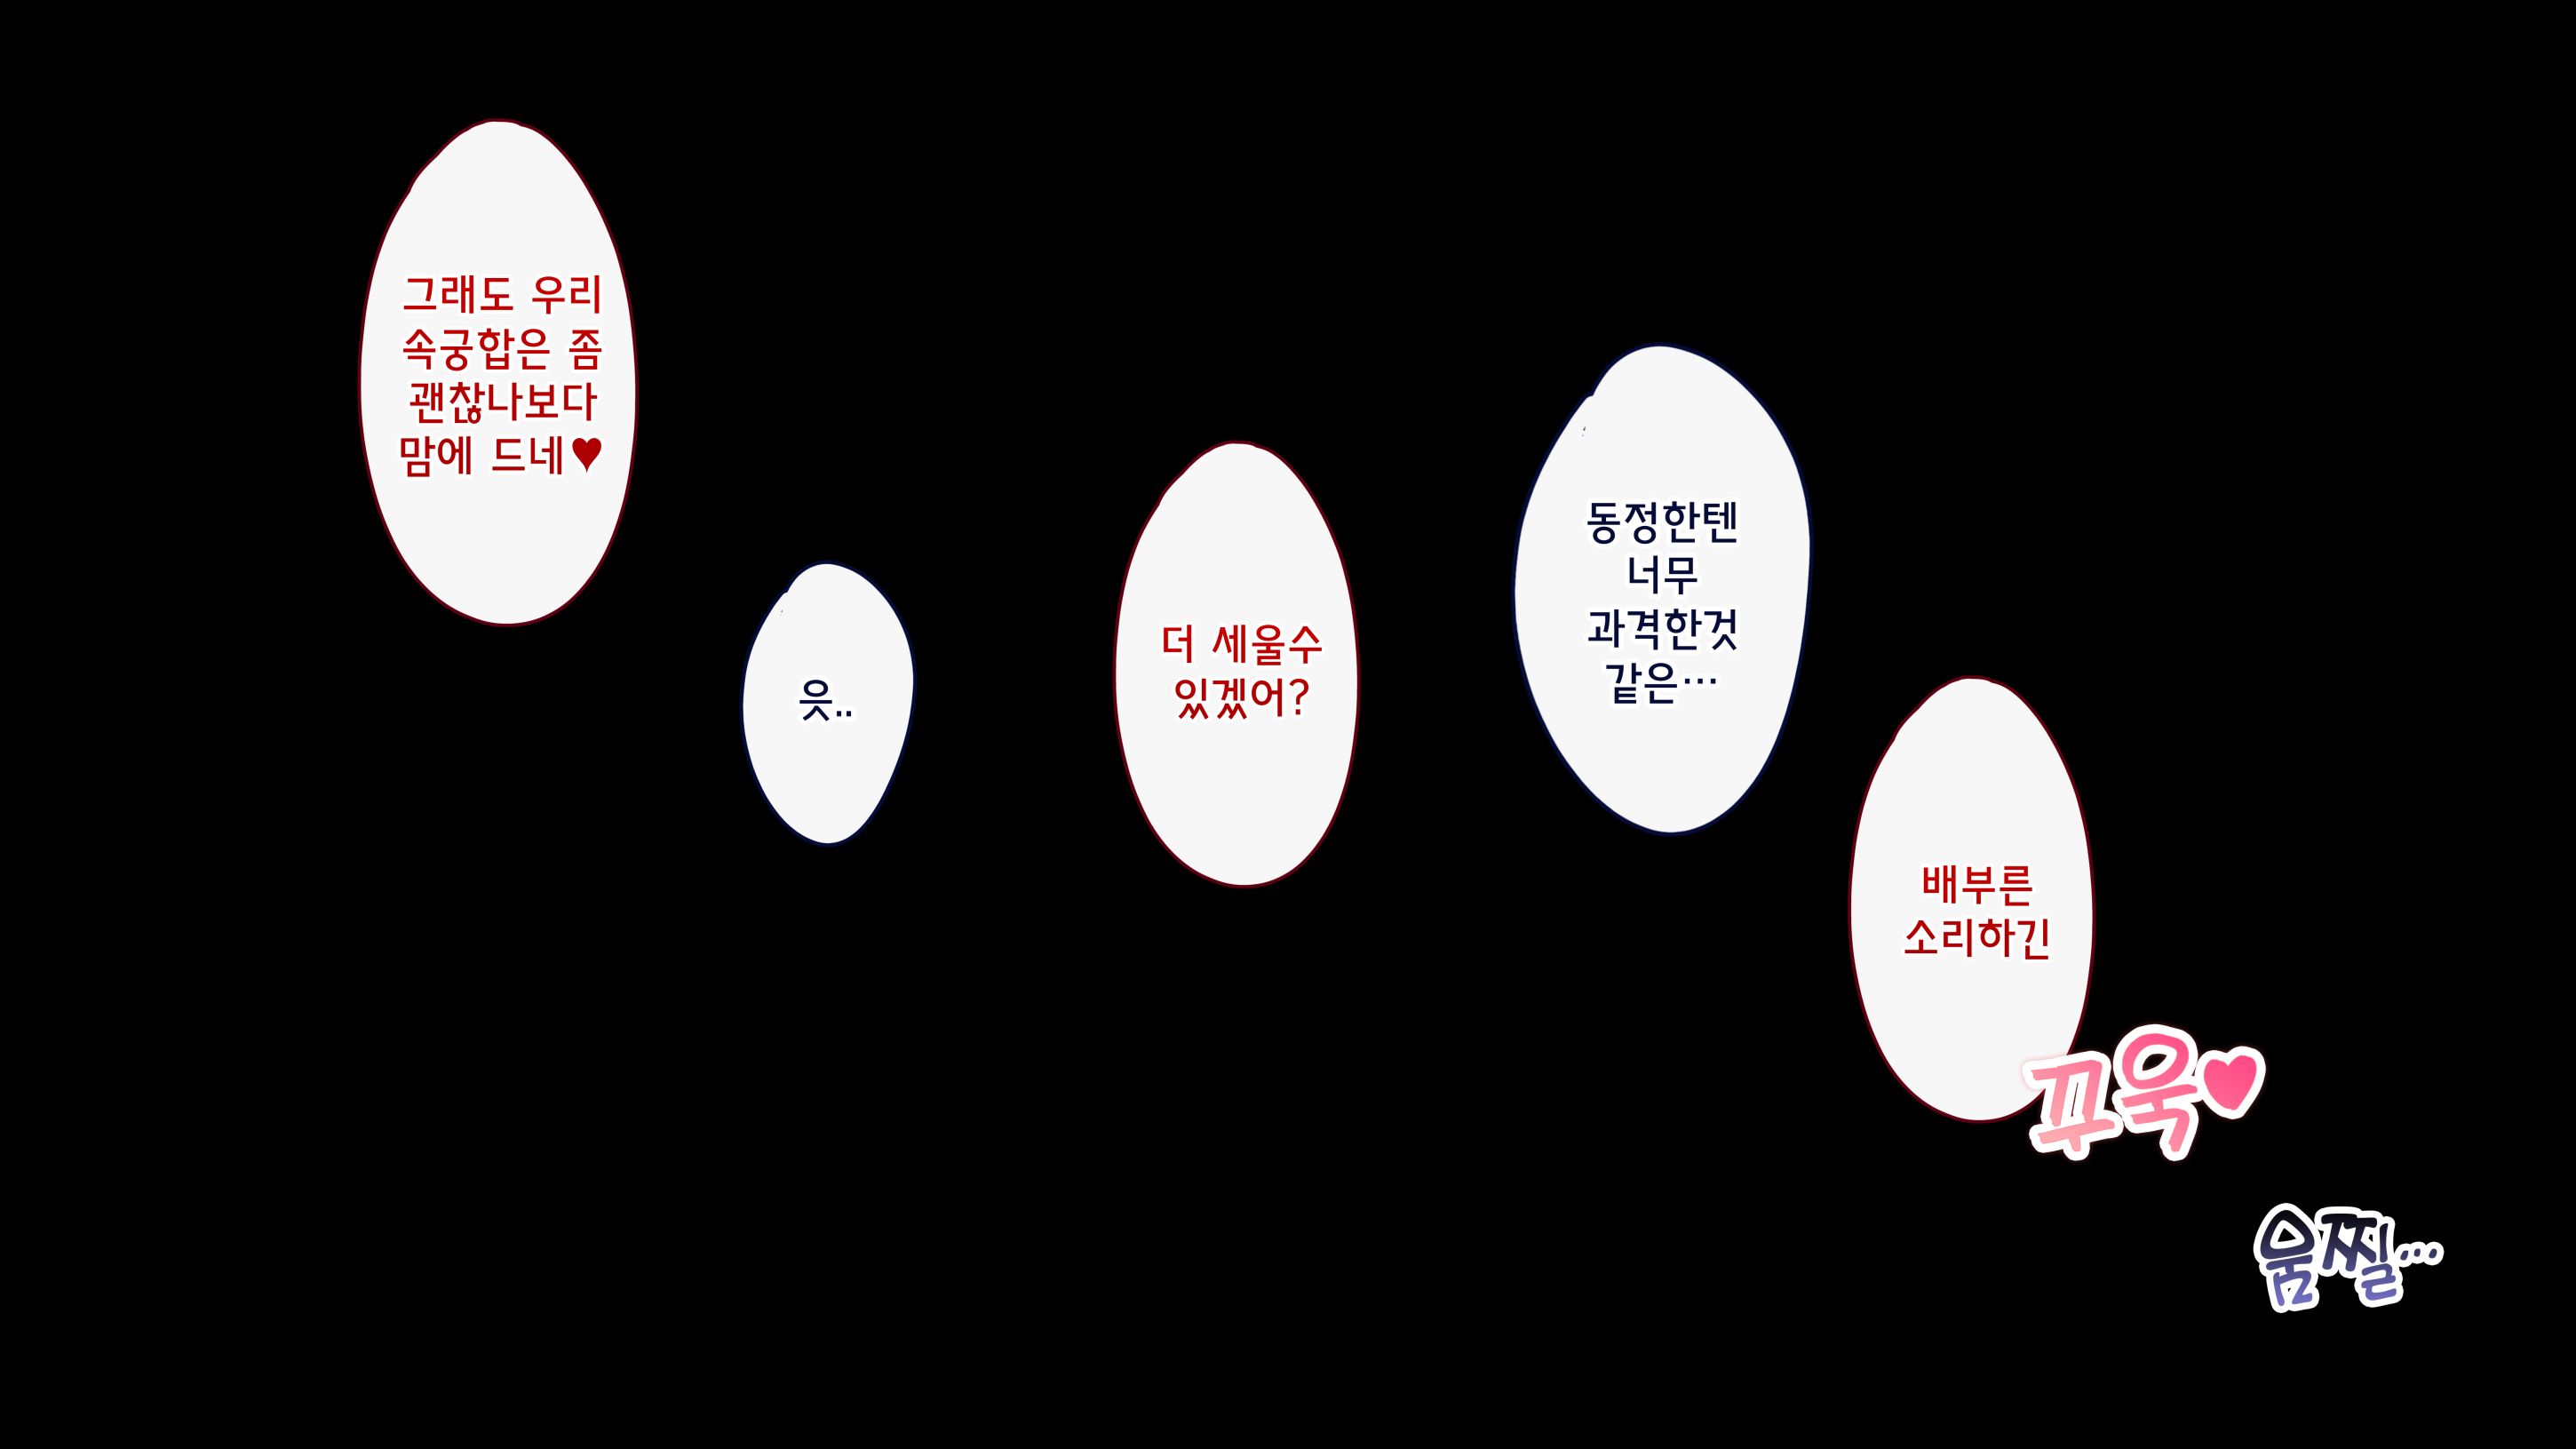 그래도 우리
속궁합은 좀
괜찮나보다
맘에 드네♥
읏..
더 세울수
있겠어?
동정한텐
너무
과격한것
같은…
배부른
소리하긴
꾸욱♥
움찔…